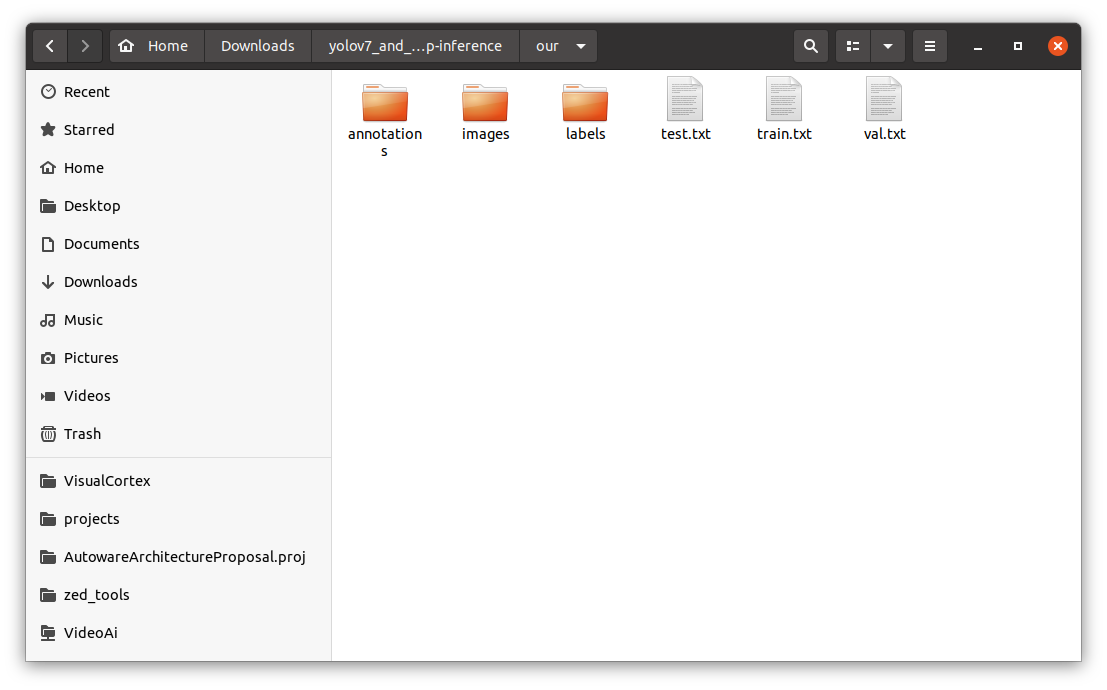 Home Downloads yolov7_and_...p-inference our
Recent
Starred
Home
Desktop
Documents
Downloads
Music
Pictures
Videos
Trash
VisualCortex
projects
AutowareArchitectureProposal.proj
zed_tools
VideoAi
annotation
s
images
labels
test.txt
train.txt
val.txt